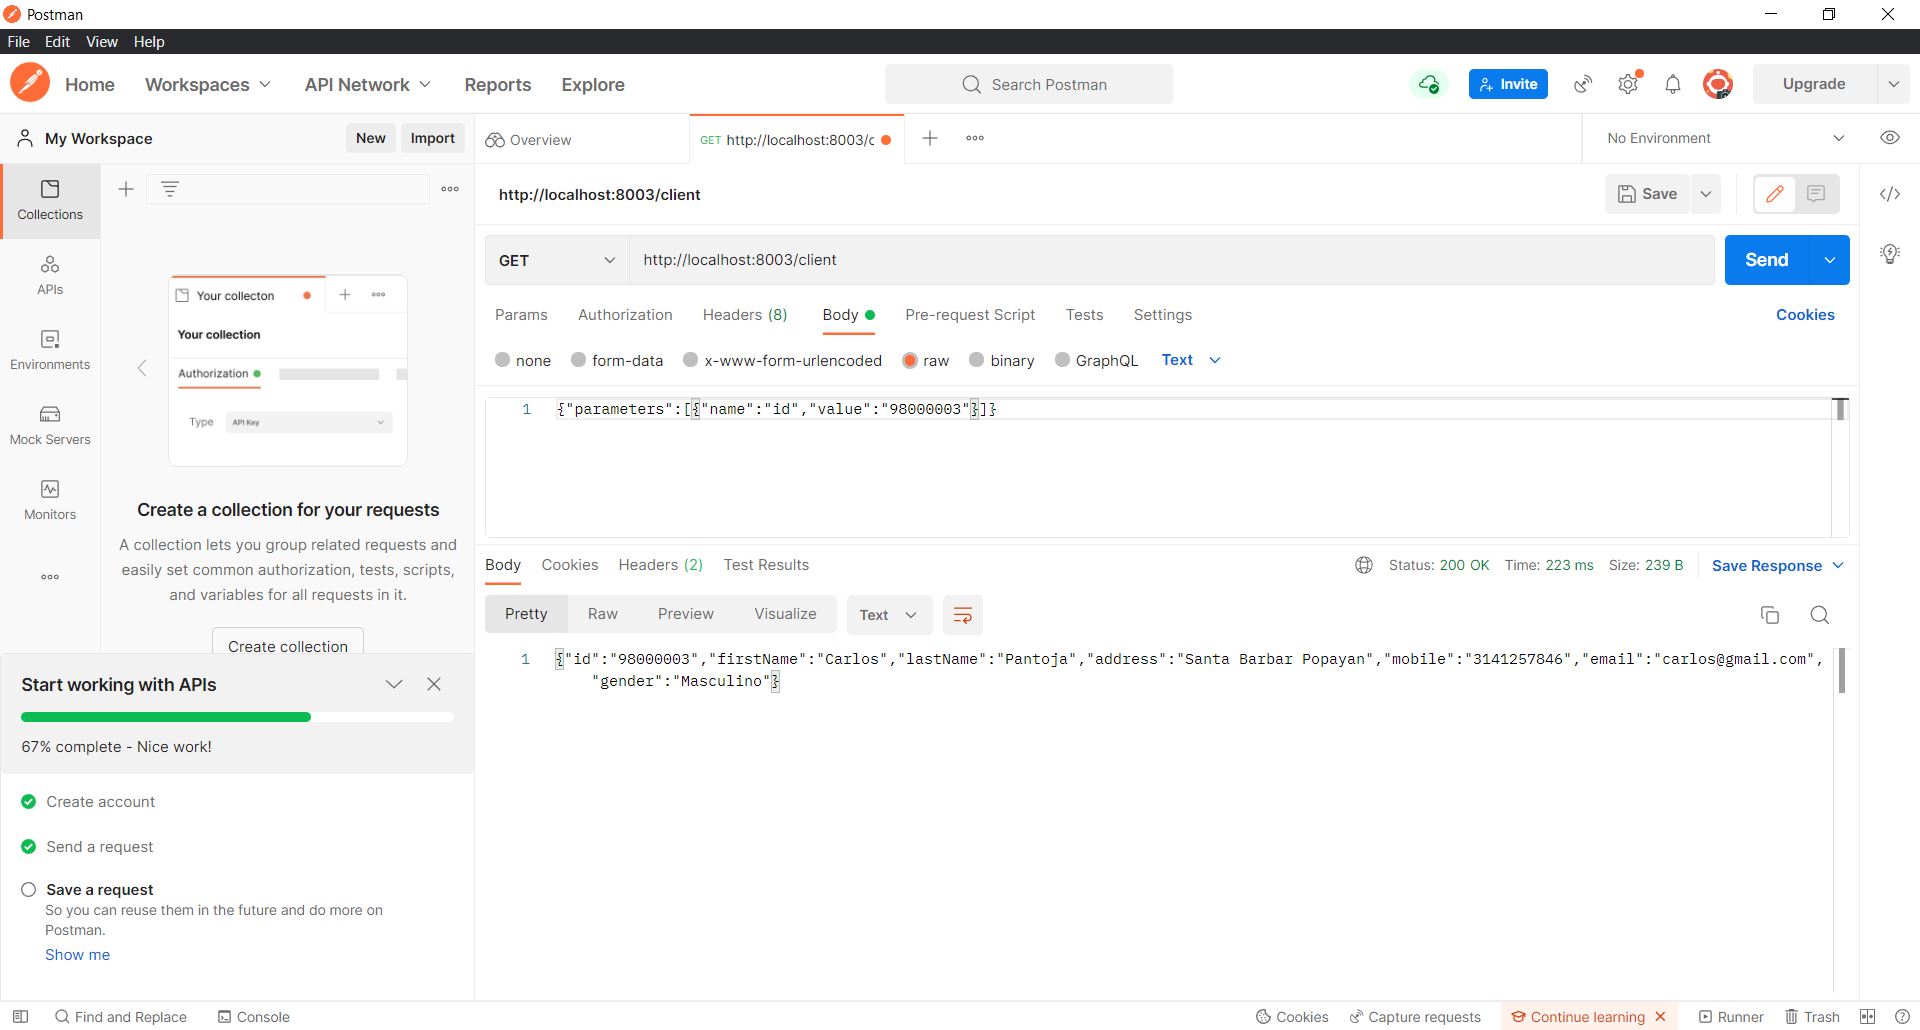 Postman
File Edit View Help
Home Workspaces API Network Reports Explore Search Postman Invite Upgrade
My Workspace New Import Overview GET http://localhost:8003/c No Environment
Collections
APIs
Environments
Mock Servers
Monitors
Your collecton
Your collection
Authorization
Type API Key
Create a collection for your requests
A collection lets you group related requests and
easily set common authorization, tests, scripts,
and variables for all requests in it.
Create collection
http://localhost:8003/client Save
GET http://localhost:8003/client Send
Params Authorization Headers (8) Body Pre-request Script Tests Settings Cookies
none form-data x-www-form-urlencoded raw binary GraphQL Text
1 {"parameters":[{"name":"id","value":"98000003"}]}
Body Cookies Headers (2) Test Results Status: 200 OK Time: 223 ms Size: 239 B Save Response
Pretty Raw Preview Visualize Text
1 {"id":"98000003","firstName":"Carlos","lastName":"Pantoja","address":"Santa Barbar Popayan","mobile":"3141257846","email":"carlos@gmail.com",
"gender":"Masculino"}
Start working with APIs
67% complete - Nice work!
Create account
Send a request
Save a request
So you can reuse them in the future and do more on
Postman.
Show me
Find and Replace Console Cookies Capture requests Continue learning Runner Trash